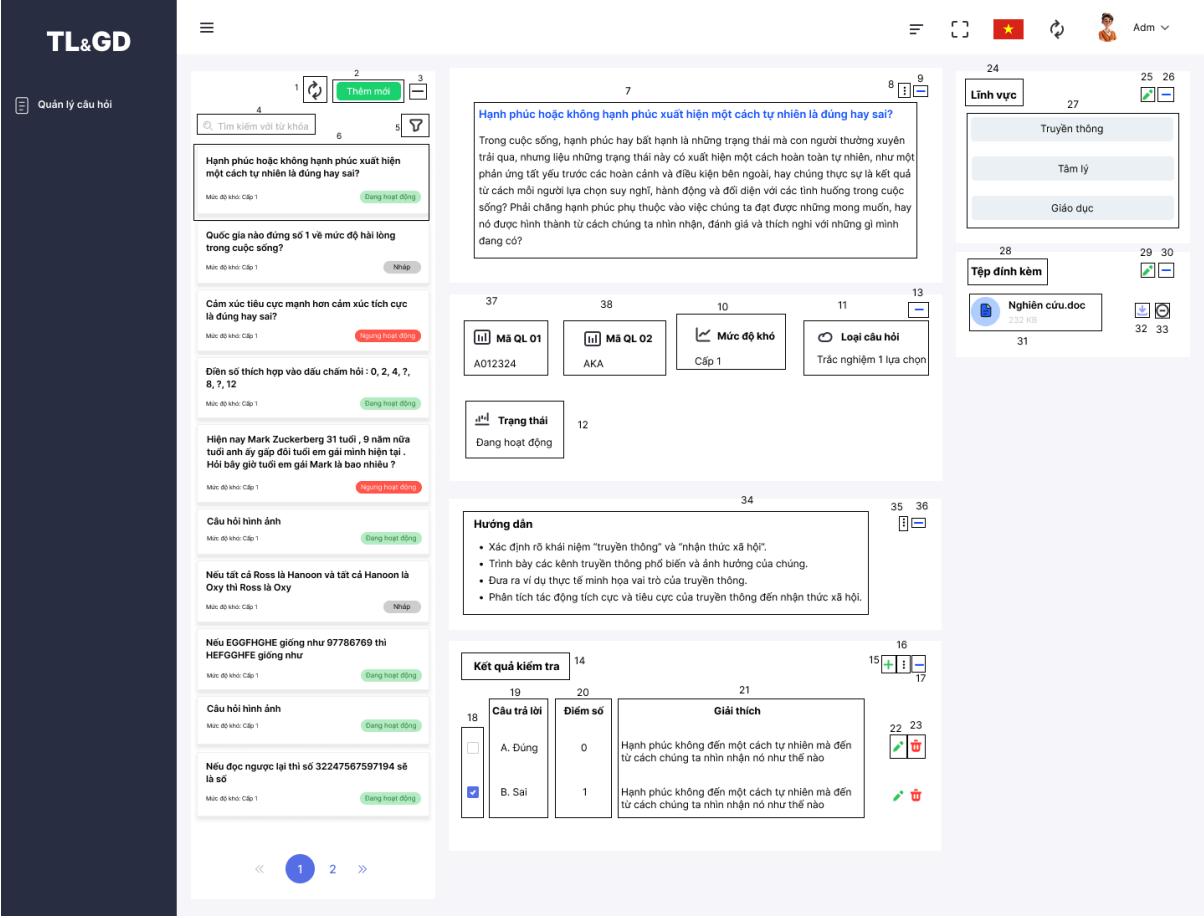 TL&GD
Quản lý câu hỏi
Adm
1
2
Thêm mới
3
4
Tìm kiếm với từ khóa
5
6
Hạnh phúc hoặc không hạnh phúc xuất hiện
một cách tự nhiên là đúng hay sai?
Mức độ khó: Cấp 1
Đang hoạt động
Quốc gia nào đứng số 1 về mức độ hài lòng
trong cuộc sống?
Mức độ khó: Cấp 1
Nháp
Cảm xúc tiêu cực mạnh hơn cảm xúc tích cực
là đúng hay sai?
Mức độ khó: Cấp 1
Ngưng hoạt động
Điền số thích hợp vào dấu chấm hỏi : 0, 2, 4, ?,
8, ?, 12
Mức độ khó: Cấp 1
Đang hoạt động
Hiện nay Mark Zuckerberg 31 tuổi , 9 năm nữa
tuổi anh ấy gấp đôi tuổi em gái mình hiện tại .
Hỏi bây giờ tuổi em gái Mark là bao nhiêu ?
Mức độ khó: Cấp 1
Ngưng hoạt động
Câu hỏi hình ảnh
Mức độ khó: Cấp 1
Đang hoạt động
Nếu tất cả Ross là Hanoon và tất cả Hanoon là
Oxy thì Ross là Oxy
Mức độ khó: Cấp 1
Nháp
Nếu EGGFHGHE giống như 97786769 thì
HEFGGHFE giống như
Mức độ khó: Cấp 1
Đang hoạt động
Câu hỏi hình ảnh
Mức độ khó: Cấp 1
Đang hoạt động
Nếu đọc ngược lại thì số 32247567597194 sẽ
là số
Mức độ khó: Cấp 1
Đang hoạt động
« 1 2 »
7
8
9
Hạnh phúc hoặc không hạnh phúc xuất hiện một cách tự nhiên là đúng hay sai?
Trong cuộc sống, hạnh phúc hay bất hạnh là những trạng thái mà con người thường xuyên
trải qua, nhưng liệu những trạng thái này có xuất hiện một cách hoàn toàn tự nhiên, như một
phản ứng tất yếu trước các hoàn cảnh và điều kiện bên ngoài, hay chúng thực sự là kết quả
từ cách mỗi người lựa chọn suy nghĩ, hành động và đối diện với các tình huống trong cuộc
sống? Phải chăng hạnh phúc phụ thuộc vào việc chúng ta đạt được những mong muốn, hay
nó được hình thành từ cách chúng ta nhìn nhận, đánh giá và thích nghi với những gì mình
đang có?
37
38
10
11
13
Mã QL 01
A012324
Mã QL 02
AKA
Mức độ khó
Cấp 1
Loại câu hỏi
Trắc nghiệm 1 lựa chọn
Trạng thái
Đang hoạt động
12
34
35
36
Hướng dẫn
• Xác định rõ khái niệm “truyền thông” và “nhận thức xã hội”.
• Trình bày các kênh truyền thông phổ biến và ảnh hưởng của chúng.
• Đưa ra ví dụ thực tế minh họa vai trò của truyền thông.
• Phân tích tác động tích cực và tiêu cực của truyền thông đến nhận thức xã hội.
Kết quả kiểm tra
14
15
16
17
18
19
20
21
Câu trả lời
Điểm số
Giải thích
22
23
A. Đúng
0
Hạnh phúc không đến một cách tự nhiên mà đến
từ cách chúng ta nhìn nhận nó như thế nào
B. Sai
1
Hạnh phúc không đến một cách tự nhiên mà đến
từ cách chúng ta nhìn nhận nó như thế nào
24
25
26
Lĩnh vực
27
Truyền thông
Tâm lý
Giáo dục
28
29
30
Tệp đính kèm
Nghiên cứu.doc
232 KB
31
32
33